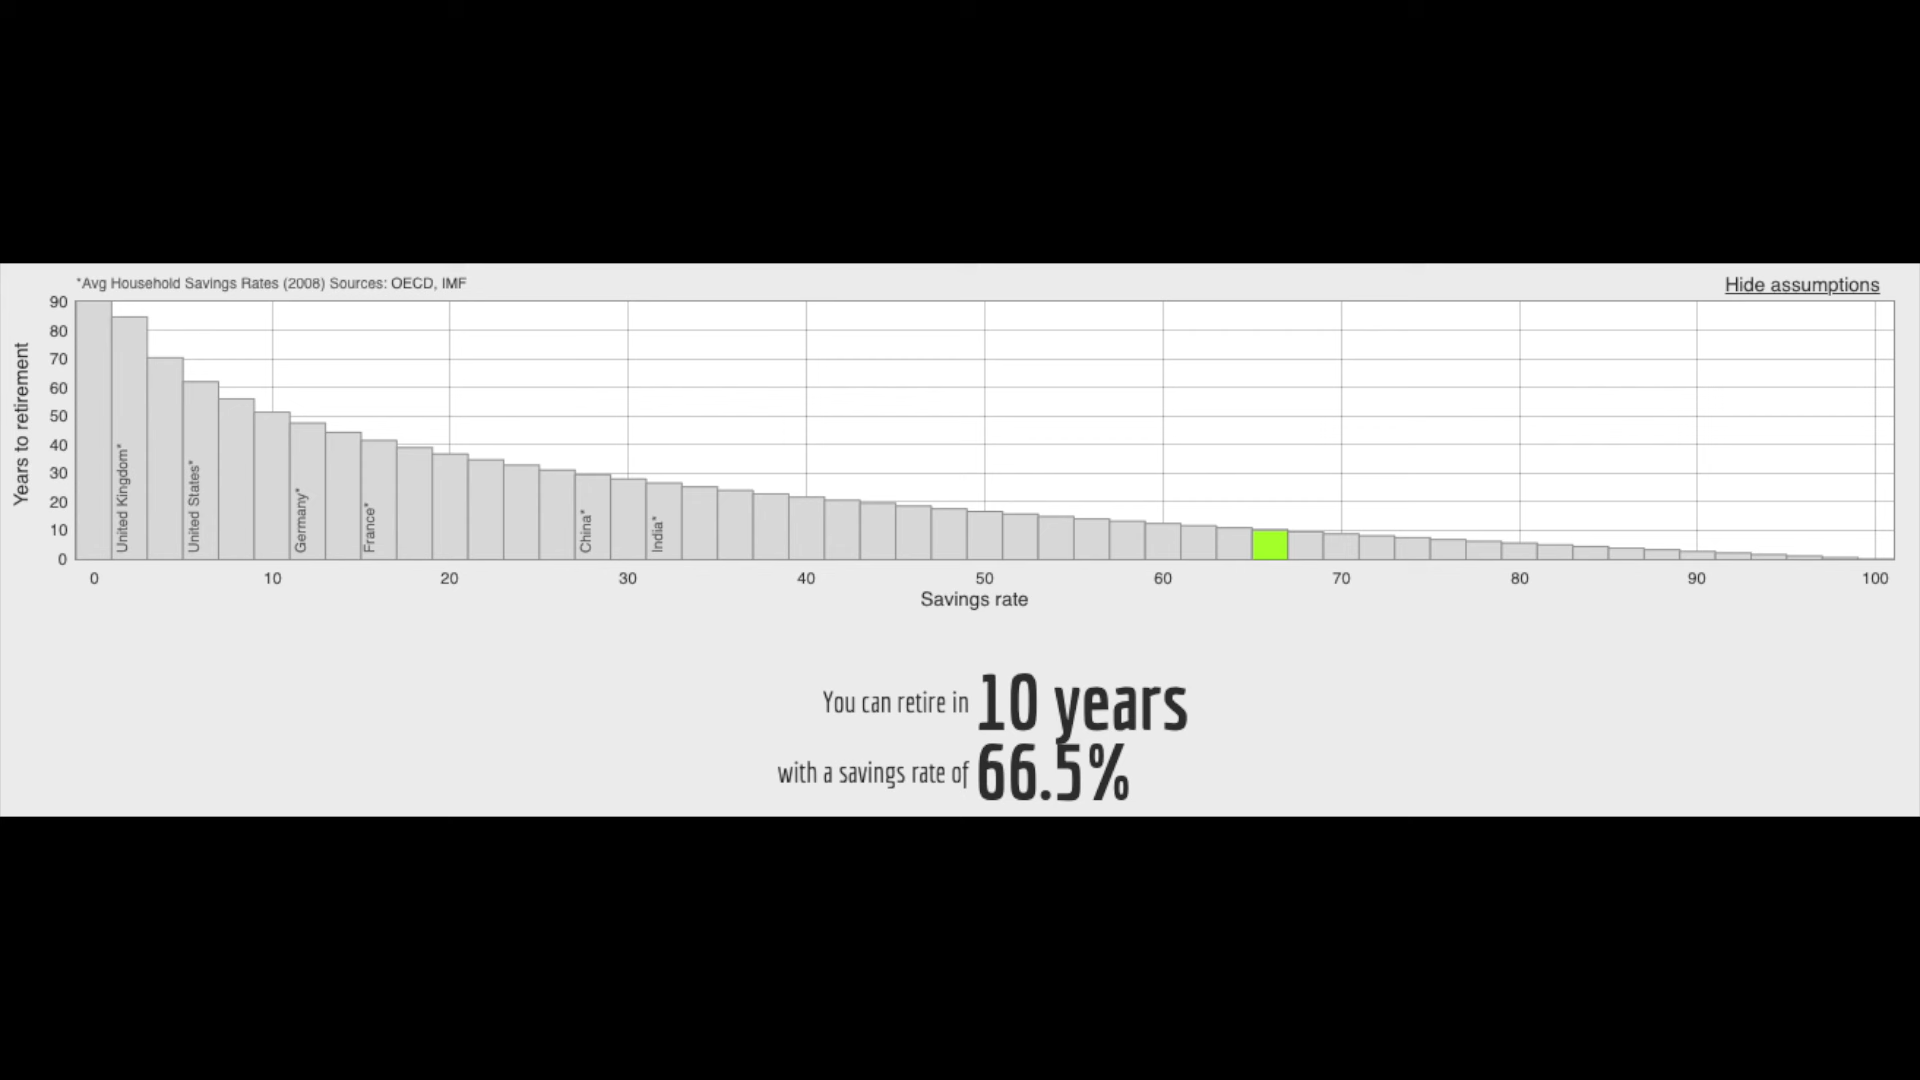 *Avg Household Savings Rates (2008) Sources: OECD, IMF
Hide assumptions
Years to retirement
90
80
70
60
50
40
30
20
10
0
United Kingdom*
United States*
Germany*
France*
China*
India*
0 10 20 30 40 50 60 70 80 90 100
Savings rate
You can retire in 10 years
with a savings rate of 66.5%